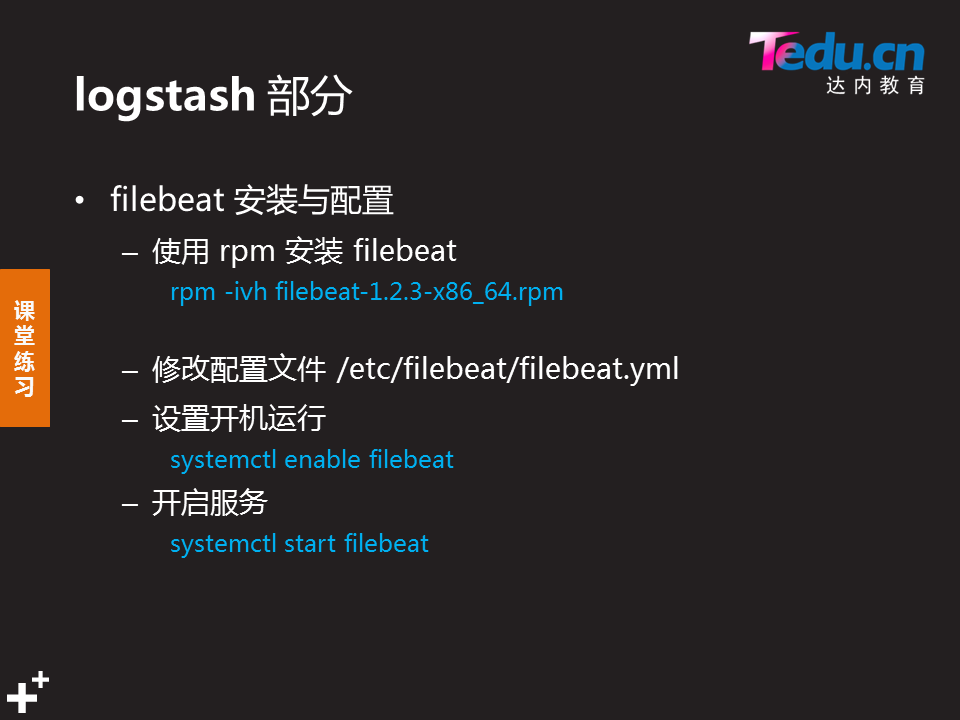 Tedu.cn
达内教育
logstash 部分
• filebeat 安装与配置
– 使用 rpm 安装 filebeat
rpm -ivh filebeat-1.2.3-x86_64.rpm
– 修改配置文件 /etc/filebeat/filebeat.yml
– 设置开机运行
systemctl enable filebeat
– 开启服务
systemctl start filebeat
课
堂
练
习